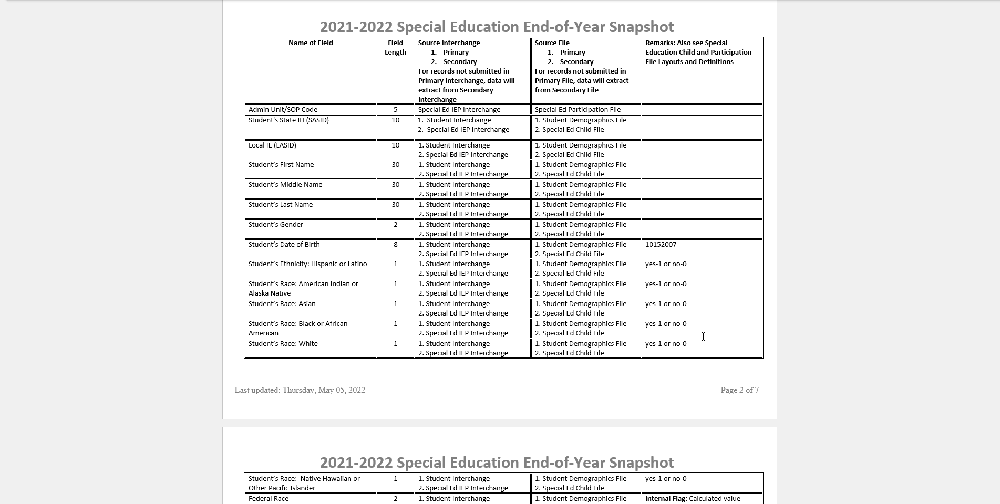 2021-2022 Special Education End-of-Year Snapshot
Name of Field
Field
Length
Source Interchange
1. Primary
2. Secondary
For records not submitted in
Primary Interchange, data will
extract from Secondary
Interchange
Source File
1. Primary
2. Secondary
For records not submitted in
Primary File, data will extract
from Secondary File
Remarks: Also see Special
Education Child and Participation
File Layouts and Definitions
Admin Unit/SOP Code
5
Special Ed IEP Interchange
Special Ed Participation File
Student's State ID (SASID)
10
1. Student Interchange
2. Special Ed IEP Interchange
1. Student Demographics File
2. Special Ed Child File
Local IE (LASID)
10
1. Student Interchange
2. Special Ed IEP Interchange
1. Student Demographics File
2. Special Ed Child File
Student’s First Name
30
1. Student Interchange
2. Special Ed IEP Interchange
1. Student Demographics File
2. Special Ed Child File
Student’s Middle Name
30
1. Student Interchange
2. Special Ed IEP Interchange
1. Student Demographics File
2. Special Ed Child File
Student’s Last Name
30
1. Student Interchange
2. Special Ed IEP Interchange
1. Student Demographics File
2. Special Ed Child File
Student’s Gender
2
1. Student Interchange
2. Special Ed IEP Interchange
1. Student Demographics File
2. Special Ed Child File
Student’s Date of Birth
8
1. Student Interchange
2. Special Ed IEP Interchange
1. Student Demographics File
2. Special Ed Child File
10152007
Student’s Ethnicity: Hispanic or Latino
1
1. Student Interchange
2. Special Ed IEP Interchange
1. Student Demographics File
2. Special Ed Child File
yes-1 or no-0
Student’s Race: American Indian or
Alaska Native
1
1. Student Interchange
2. Special Ed IEP Interchange
1. Student Demographics File
2. Special Ed Child File
yes-1 or no-0
Student’s Race: Asian
1
1. Student Interchange
2. Special Ed IEP Interchange
1. Student Demographics File
2. Special Ed Child File
yes-1 or no-0
Student’s Race: Black or African
American
1
1. Student Interchange
2. Special Ed IEP Interchange
1. Student Demographics File
2. Special Ed Child File
yes-1 or no-0
Student’s Race: White
1
1. Student Interchange
2. Special Ed IEP Interchange
1. Student Demographics File
2. Special Ed Child File
yes-1 or no-0
Last updated: Thursday, May 05, 2022
Page 2 of 7
2021-2022 Special Education End-of-Year Snapshot
Student’s Race: Native Hawaiian or
Other Pacific Islander
1
1. Student Interchange
2. Special Ed IEP Interchange
1. Student Demographics File
2. Special Ed Child File
yes-1 or no-0
Federal Race
2
1. Student Interchange
1. Student Demographics File
Internal Flag: Calculated value